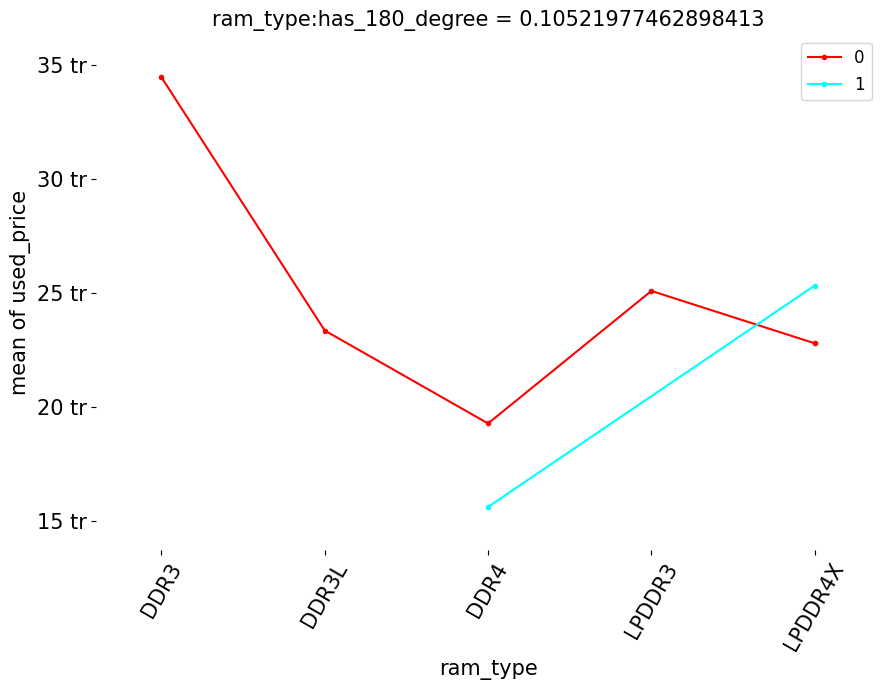 ram_type:has_180_degree = 0.10521977462898413
0
1
35 tr
30 tr
25 tr
20 tr
15 tr
mean of used_price
DDR3
DDR3L
DDR4
LPDDR3
LPDDR4X
ram_type